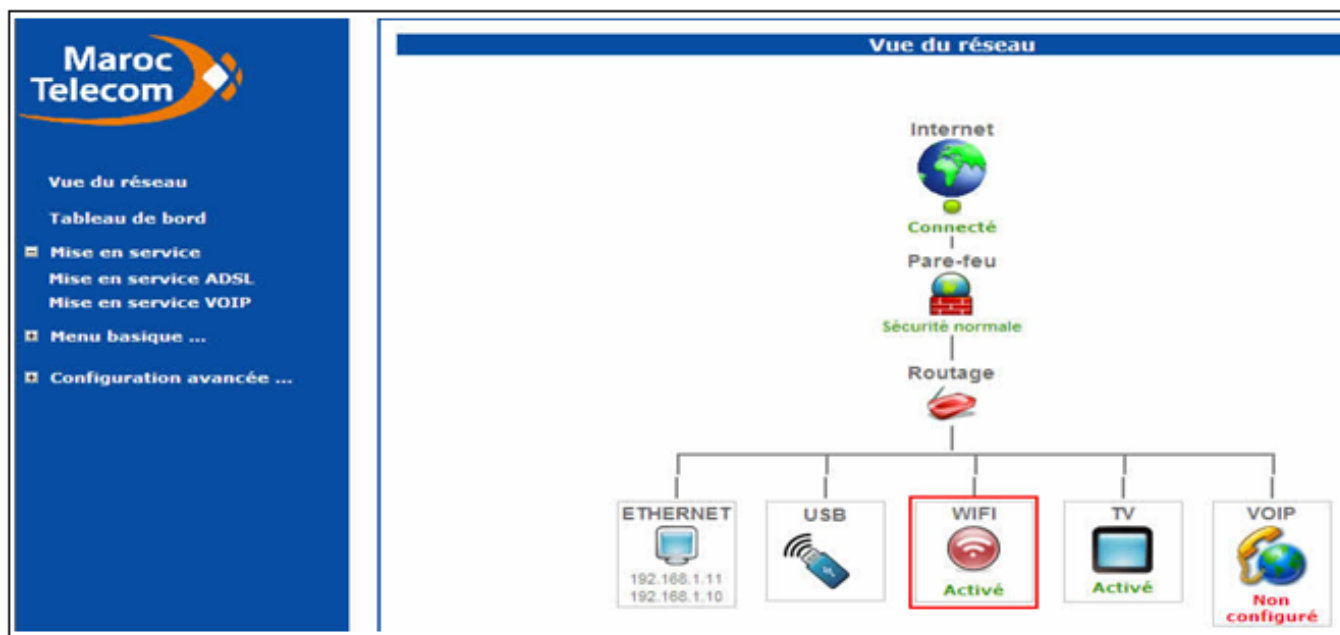 Maroc
Telecom
Vue du réseau
Tableau de bord
Mise en service
Mise en service ADSL
Mise en service VOIP
Menu basique ...
Configuration avancée ...
Vue du réseau
Internet
Connecté
Pare-feu
Sécurité normale
Routage
ETHERNET
192.168.1.11
192.168.1.10
USB
WIFI
Activé
TV
Activé
VOIP
Non
configuré